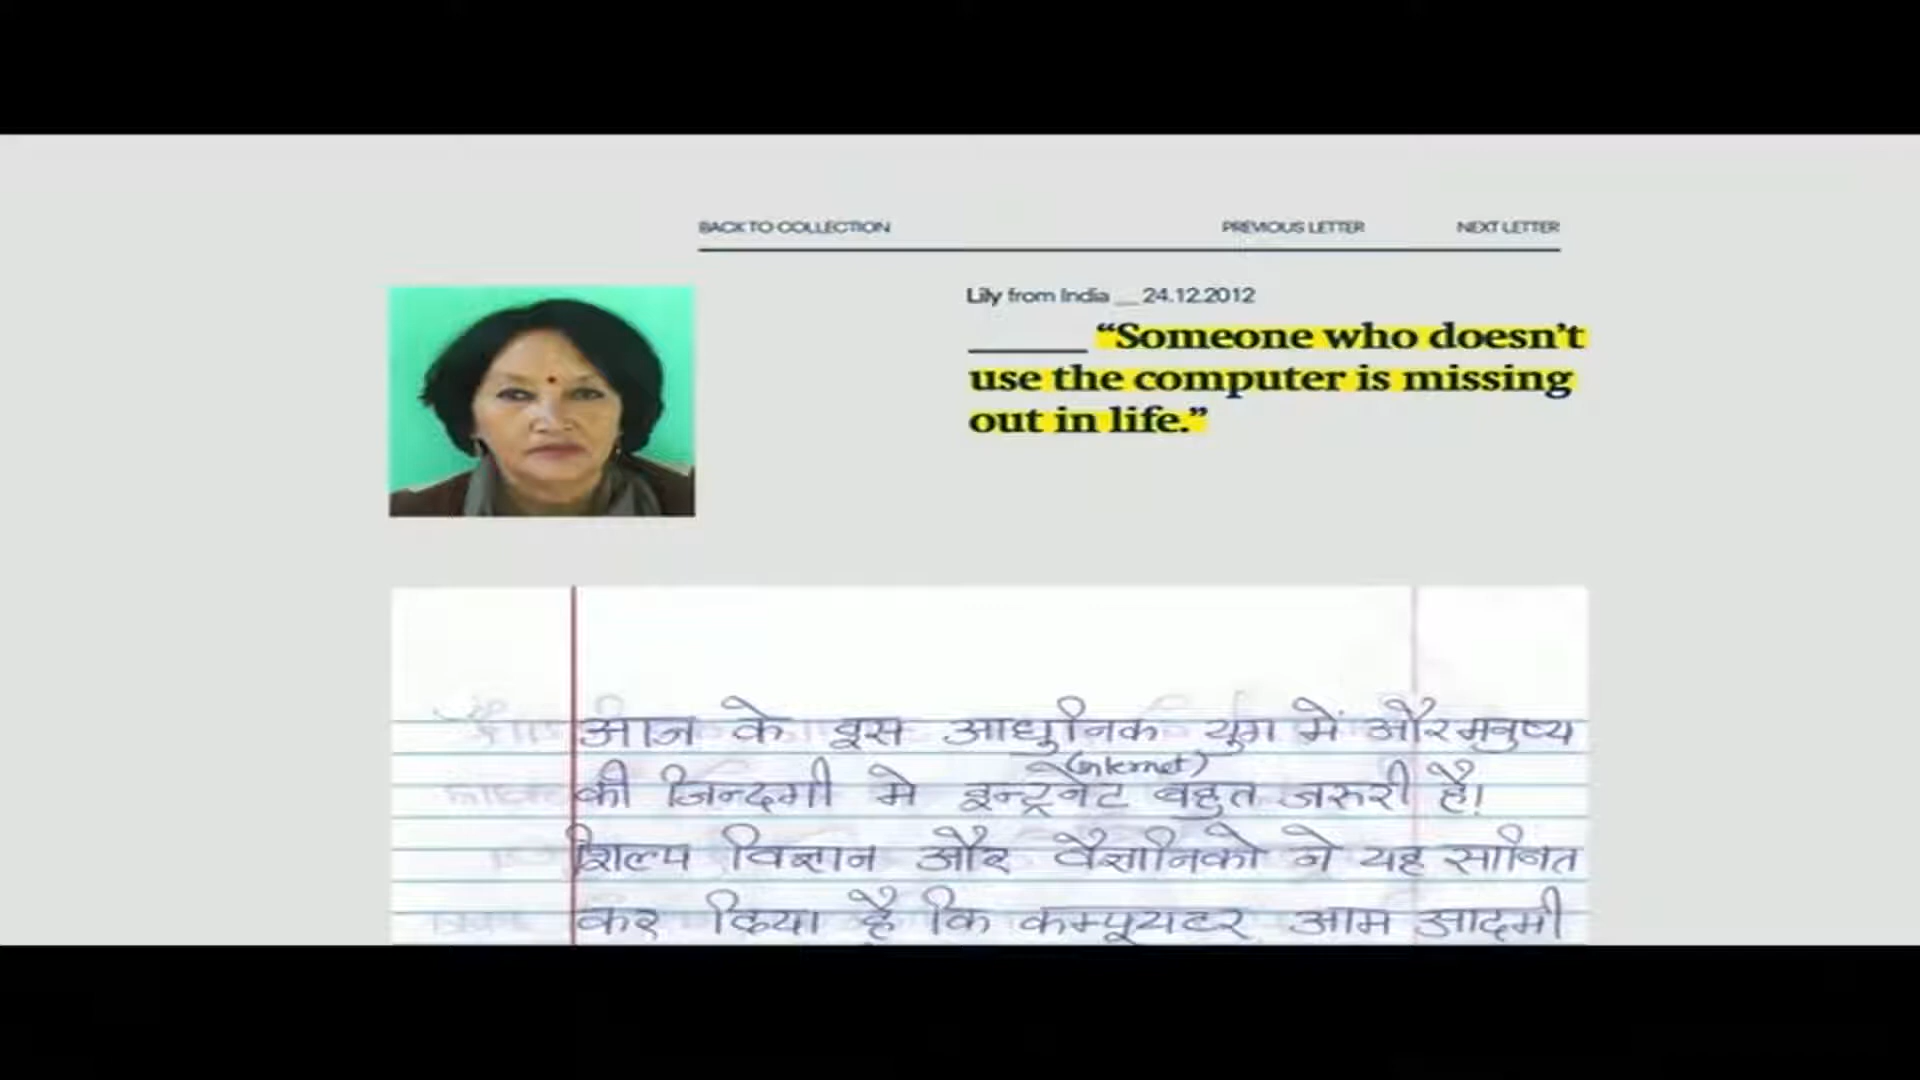 BACK TO COLLECTION PREVIOUS LETTER NEXT LETTER
Lily from India __ 24.12.2012
“Someone who doesn’t
use the computer is missing
out in life.”
आज के इस आधुनिक युग में और मनुष्य
(internet)
की जिन्दगी मे इन्ट्रनेट बहुत जरुरी है।
शिल्प विज्ञान और वैज्ञानिको ने यह साबित
कर दिया है कि कम्पूयटर आम आदमी